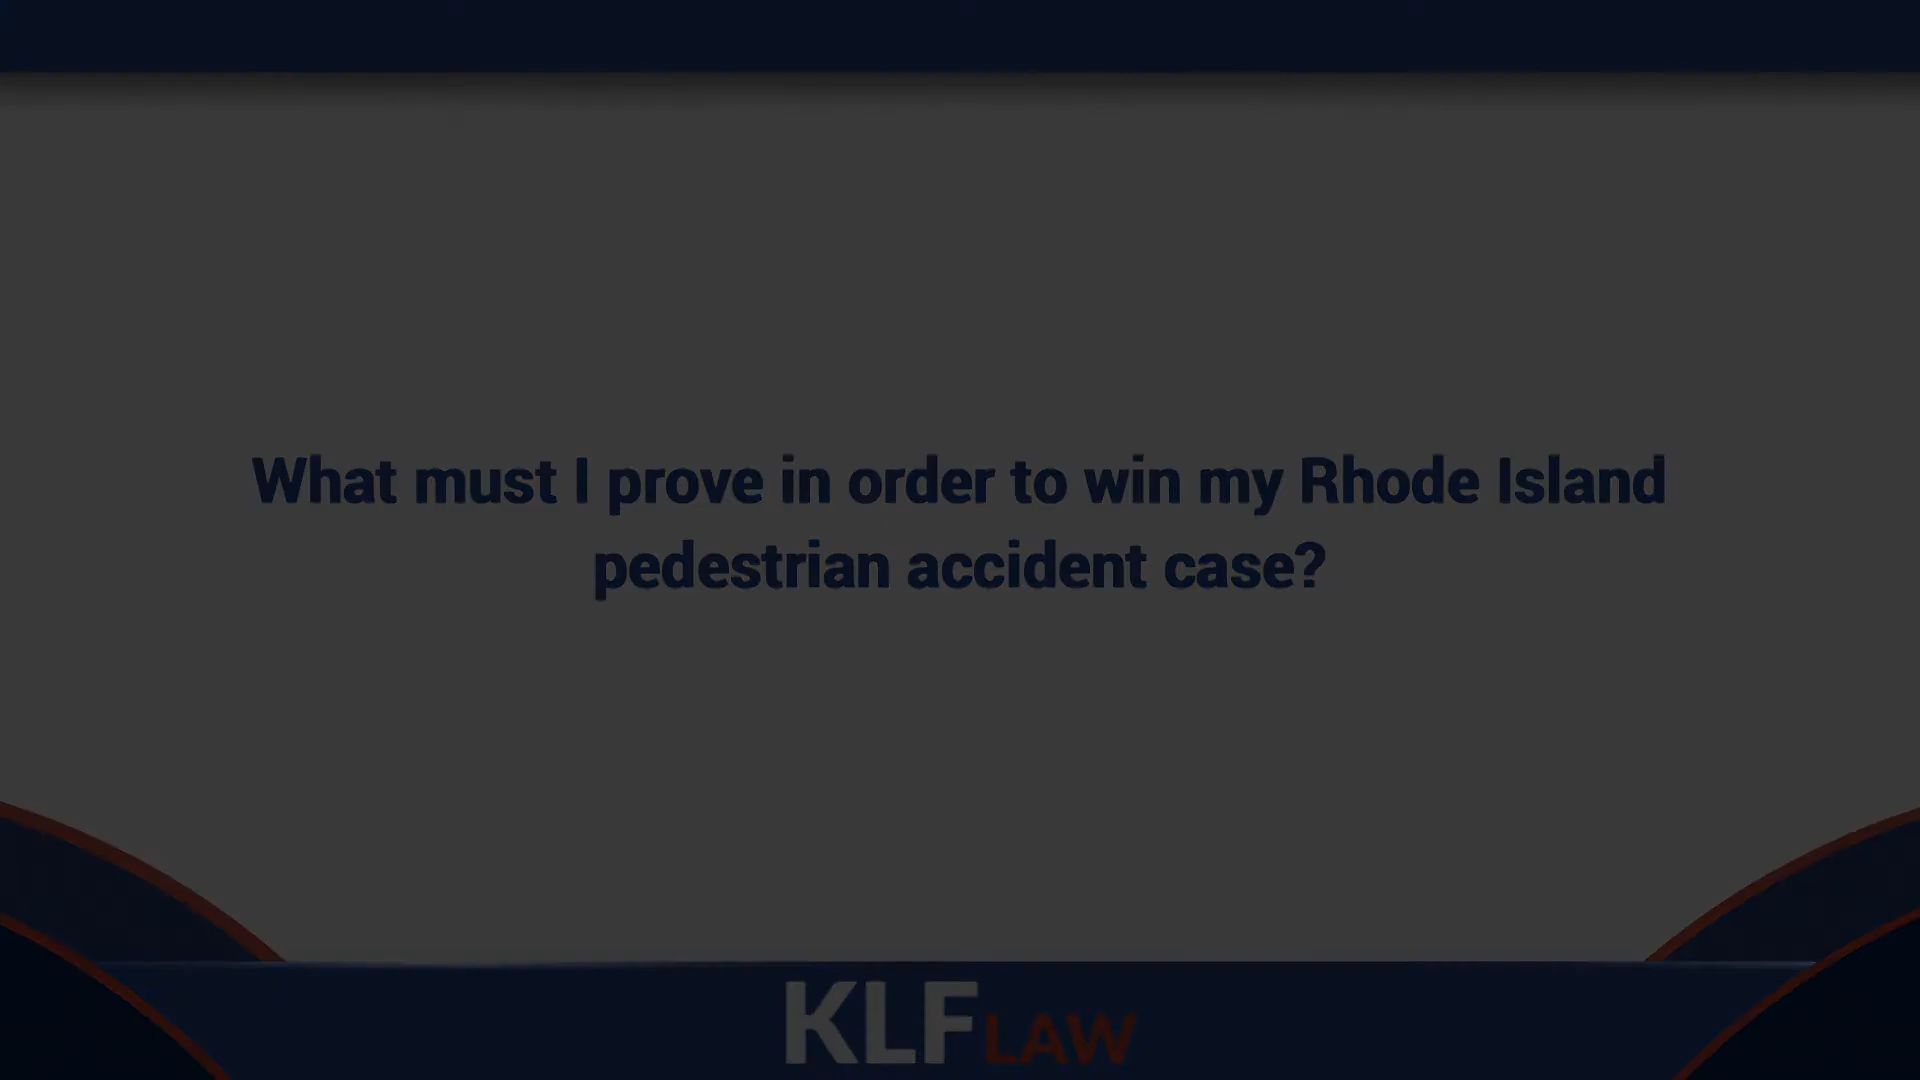 What must I prove in order to win my Rhode Island
pedestrian accident case?
KLF LAW